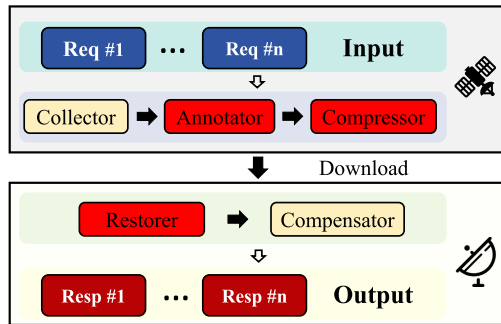 Req #1 ... Req #n Input
Collector Annotator Compressor
Download
Restorer Compensator
Resp #1 ... Resp #n Output